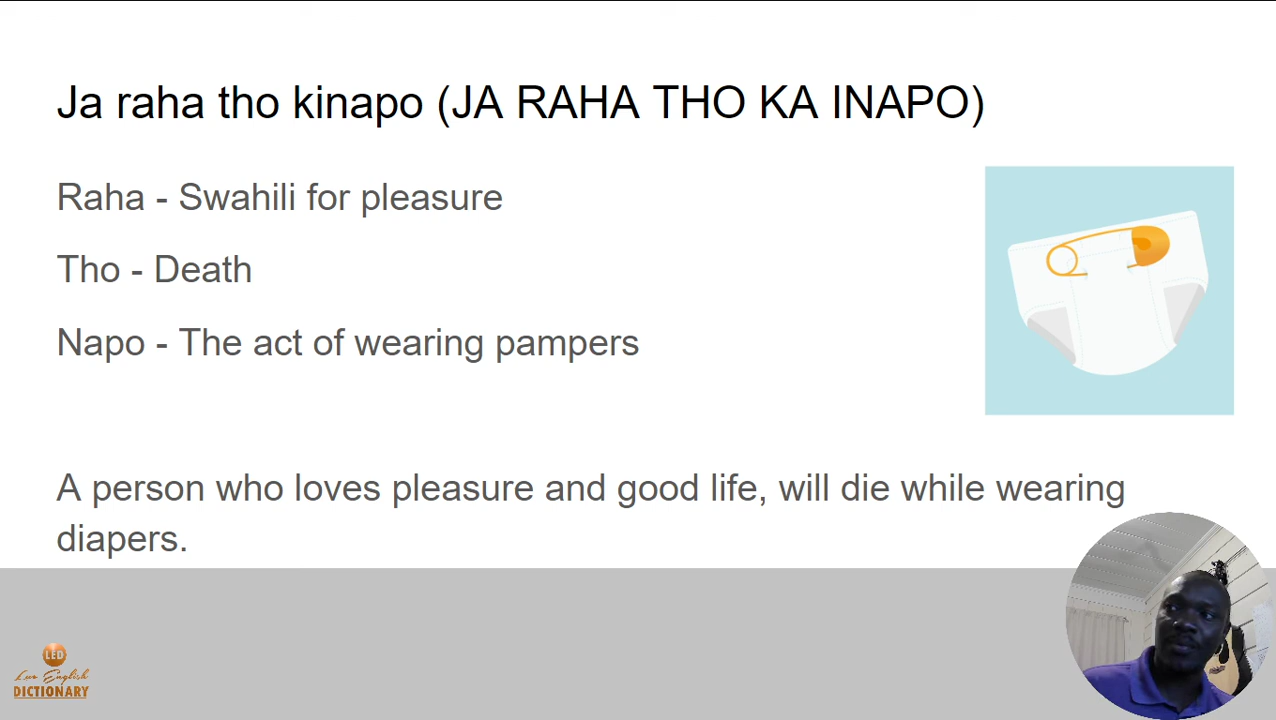 Ja raha tho kinapo (JA RAHA THO KA INAPO)
Raha - Swahili for pleasure
Tho - Death
Napo - The act of wearing pampers
A person who loves pleasure and good life, will die while wearing
diapers.
LED
Luo English
DICTIONARY